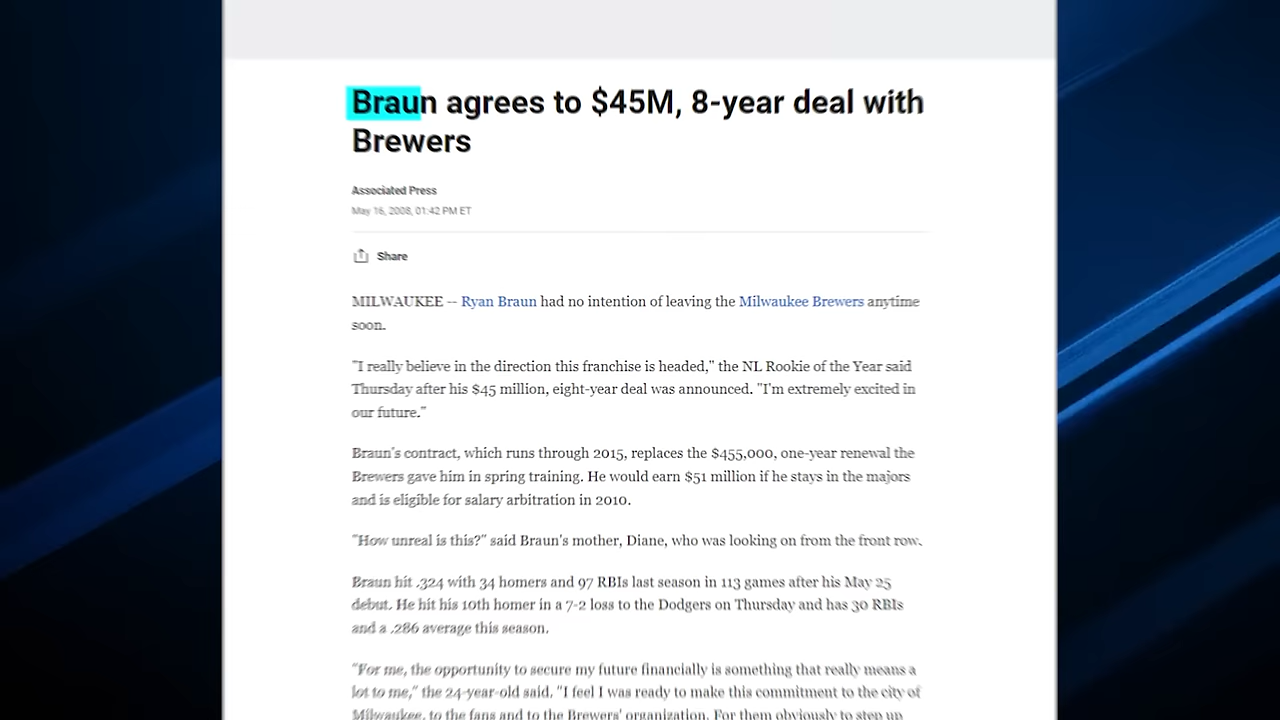 Braun agrees to $45M, 8-year deal with
Brewers
Associated Press
May 16, 2008, 01:42 PM ET
Share
MILWAUKEE -- Ryan Braun had no intention of leaving the Milwaukee Brewers anytime
soon.
"I really believe in the direction this franchise is headed," the NL Rookie of the Year said
Thursday after his $45 million, eight-year deal was announced. "I'm extremely excited in
our future."
Braun's contract, which runs through 2015, replaces the $455,000, one-year renewal the
Brewers gave him in spring training. He would earn $51 million if he stays in the majors
and is eligible for salary arbitration in 2010.
"How unreal is this?" said Braun's mother, Diane, who was looking on from the front row.
Braun hit .324 with 34 homers and 97 RBIs last season in 113 games after his May 25
debut. He hit his 10th homer in a 7-2 loss to the Dodgers on Thursday and has 30 RBIs
and a .286 average this season.
"For me, the opportunity to secure my future financially is something that really means a
lot to me," the 24-year-old said. "I feel I was ready to make this commitment to the city of
Milwaukee, to the fans and to the Brewers' organization. For them obviously to step up